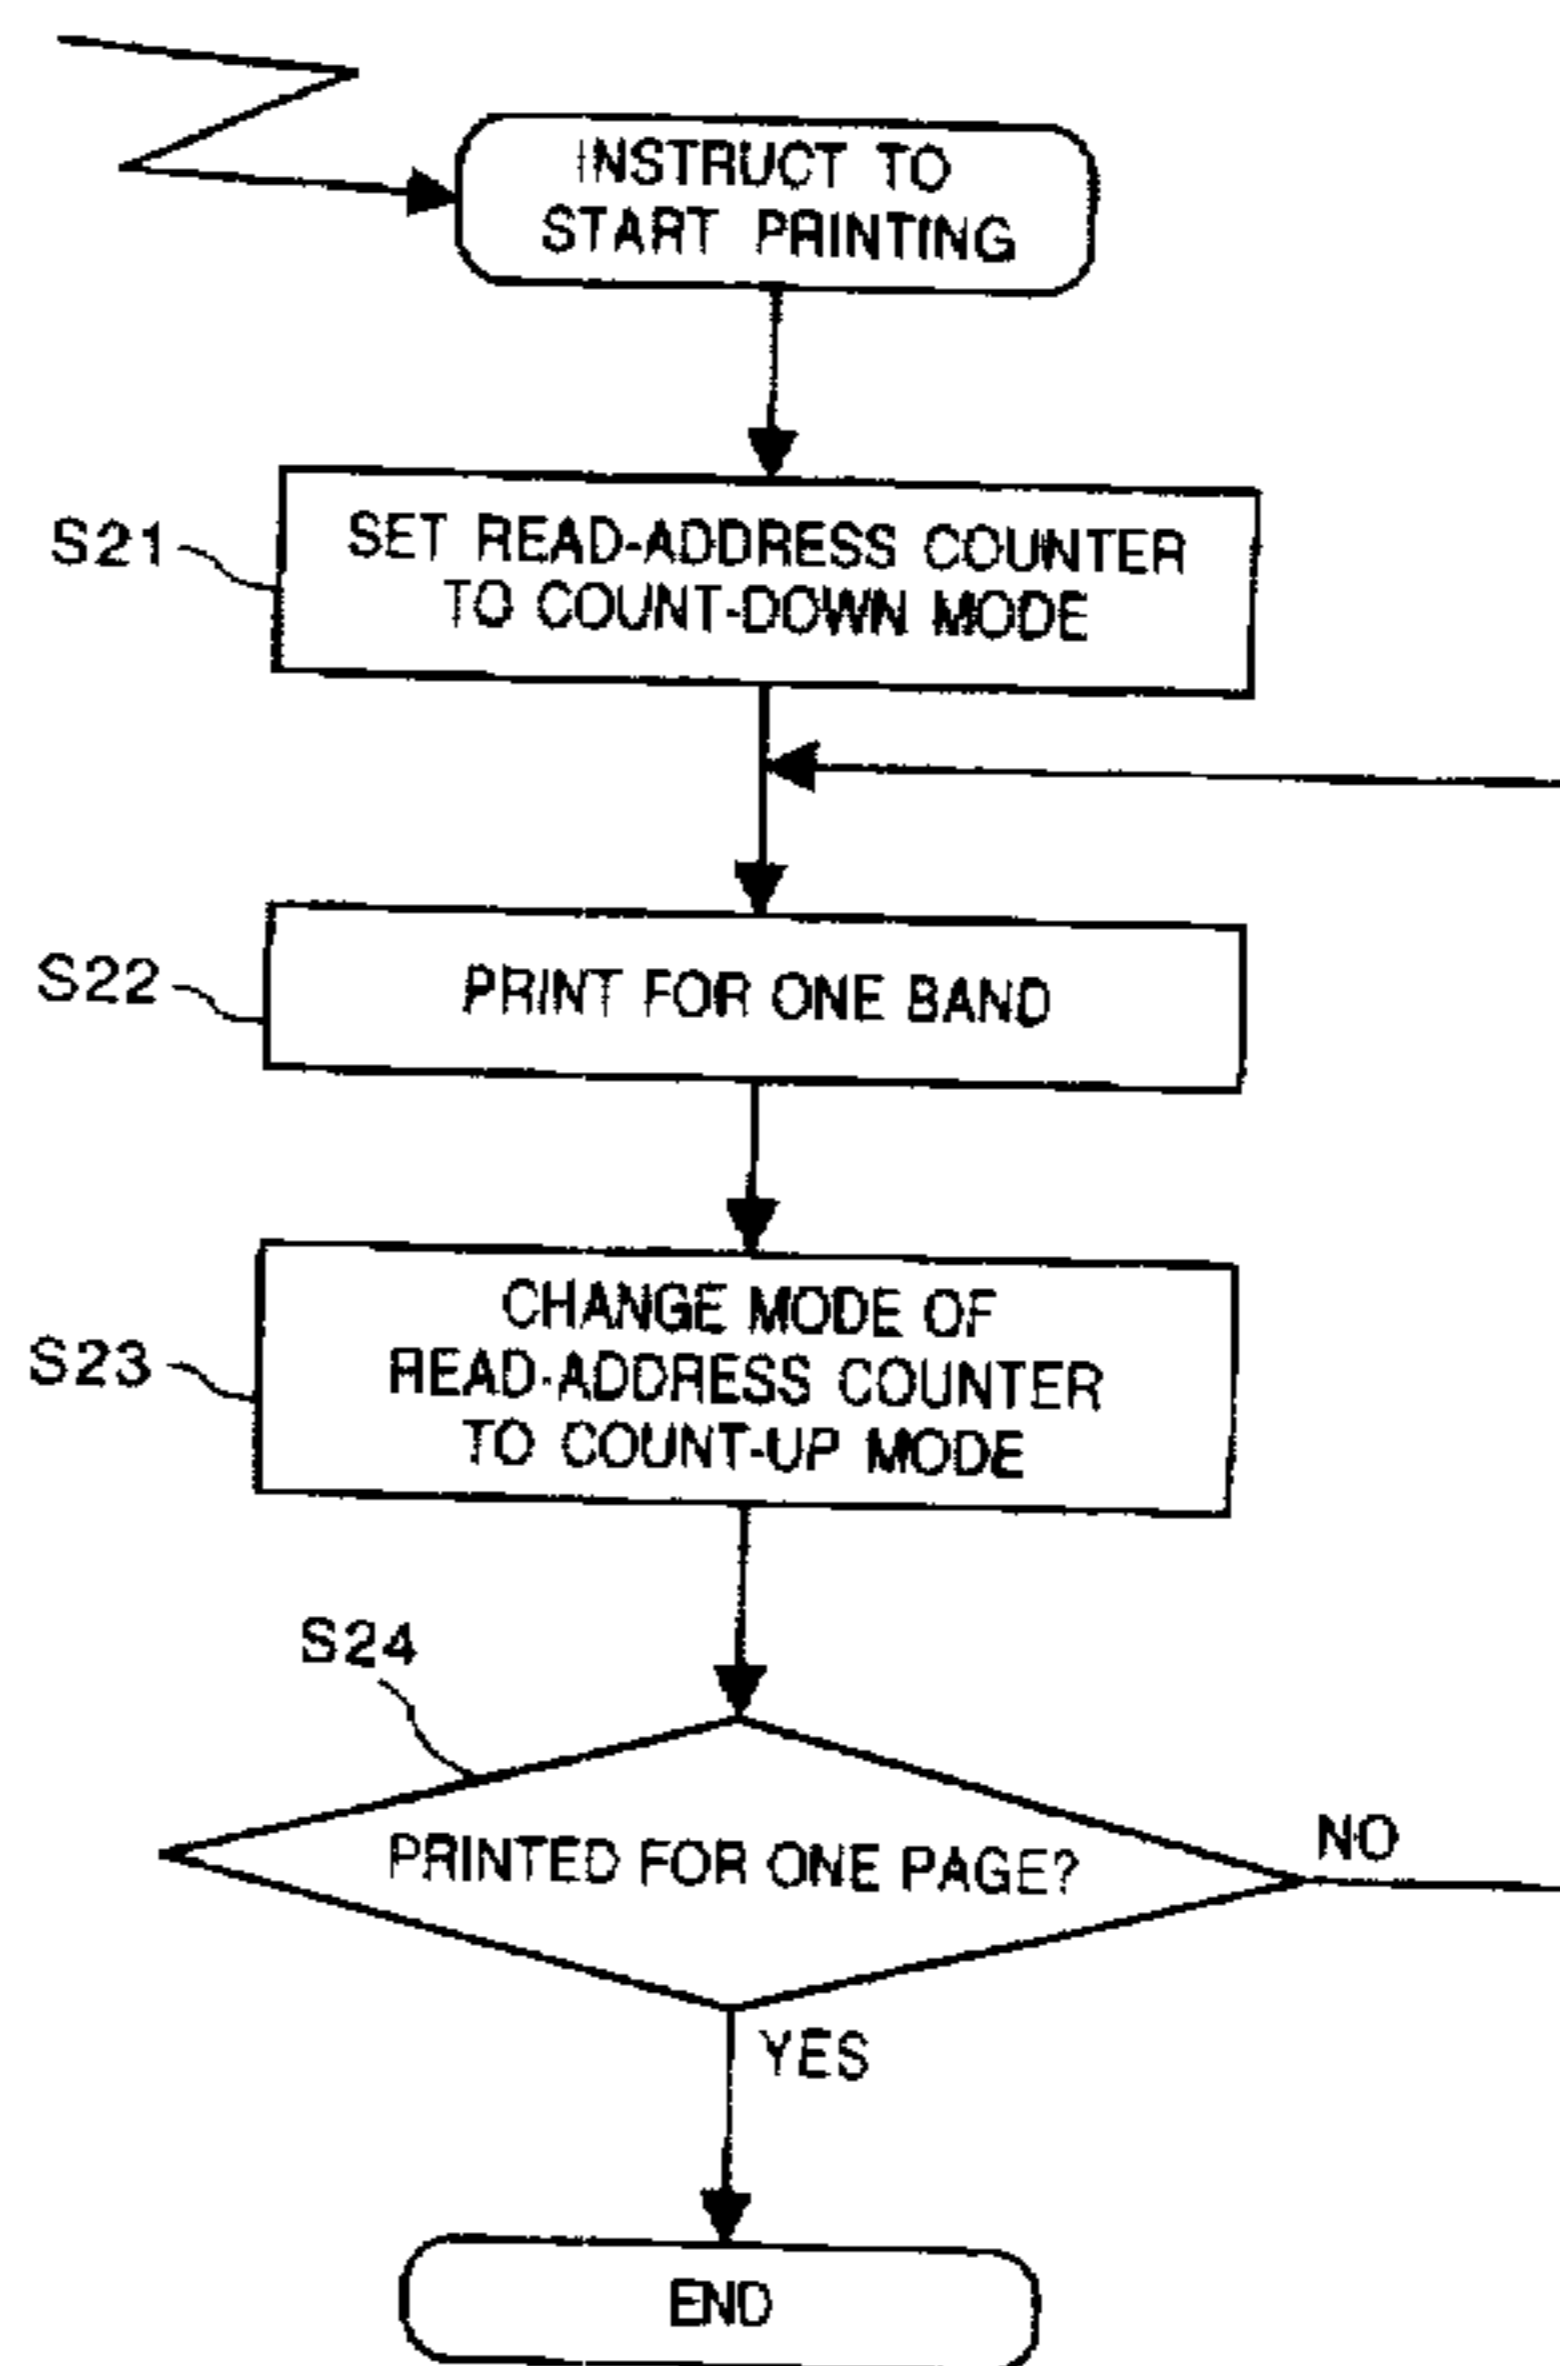 INSTRUCT TO
START PRINTING
S21
SET READ-ADDRESS COUNTER
TO COUNT-DOWN MODE
S22
PRINT FOR ONE BAND
S23
CHANGE MODE OF
READ-ADDRESS COUNTER
TO COUNT-UP MODE
S24
PRINTED FOR ONE PAGE?
NO
YES
END